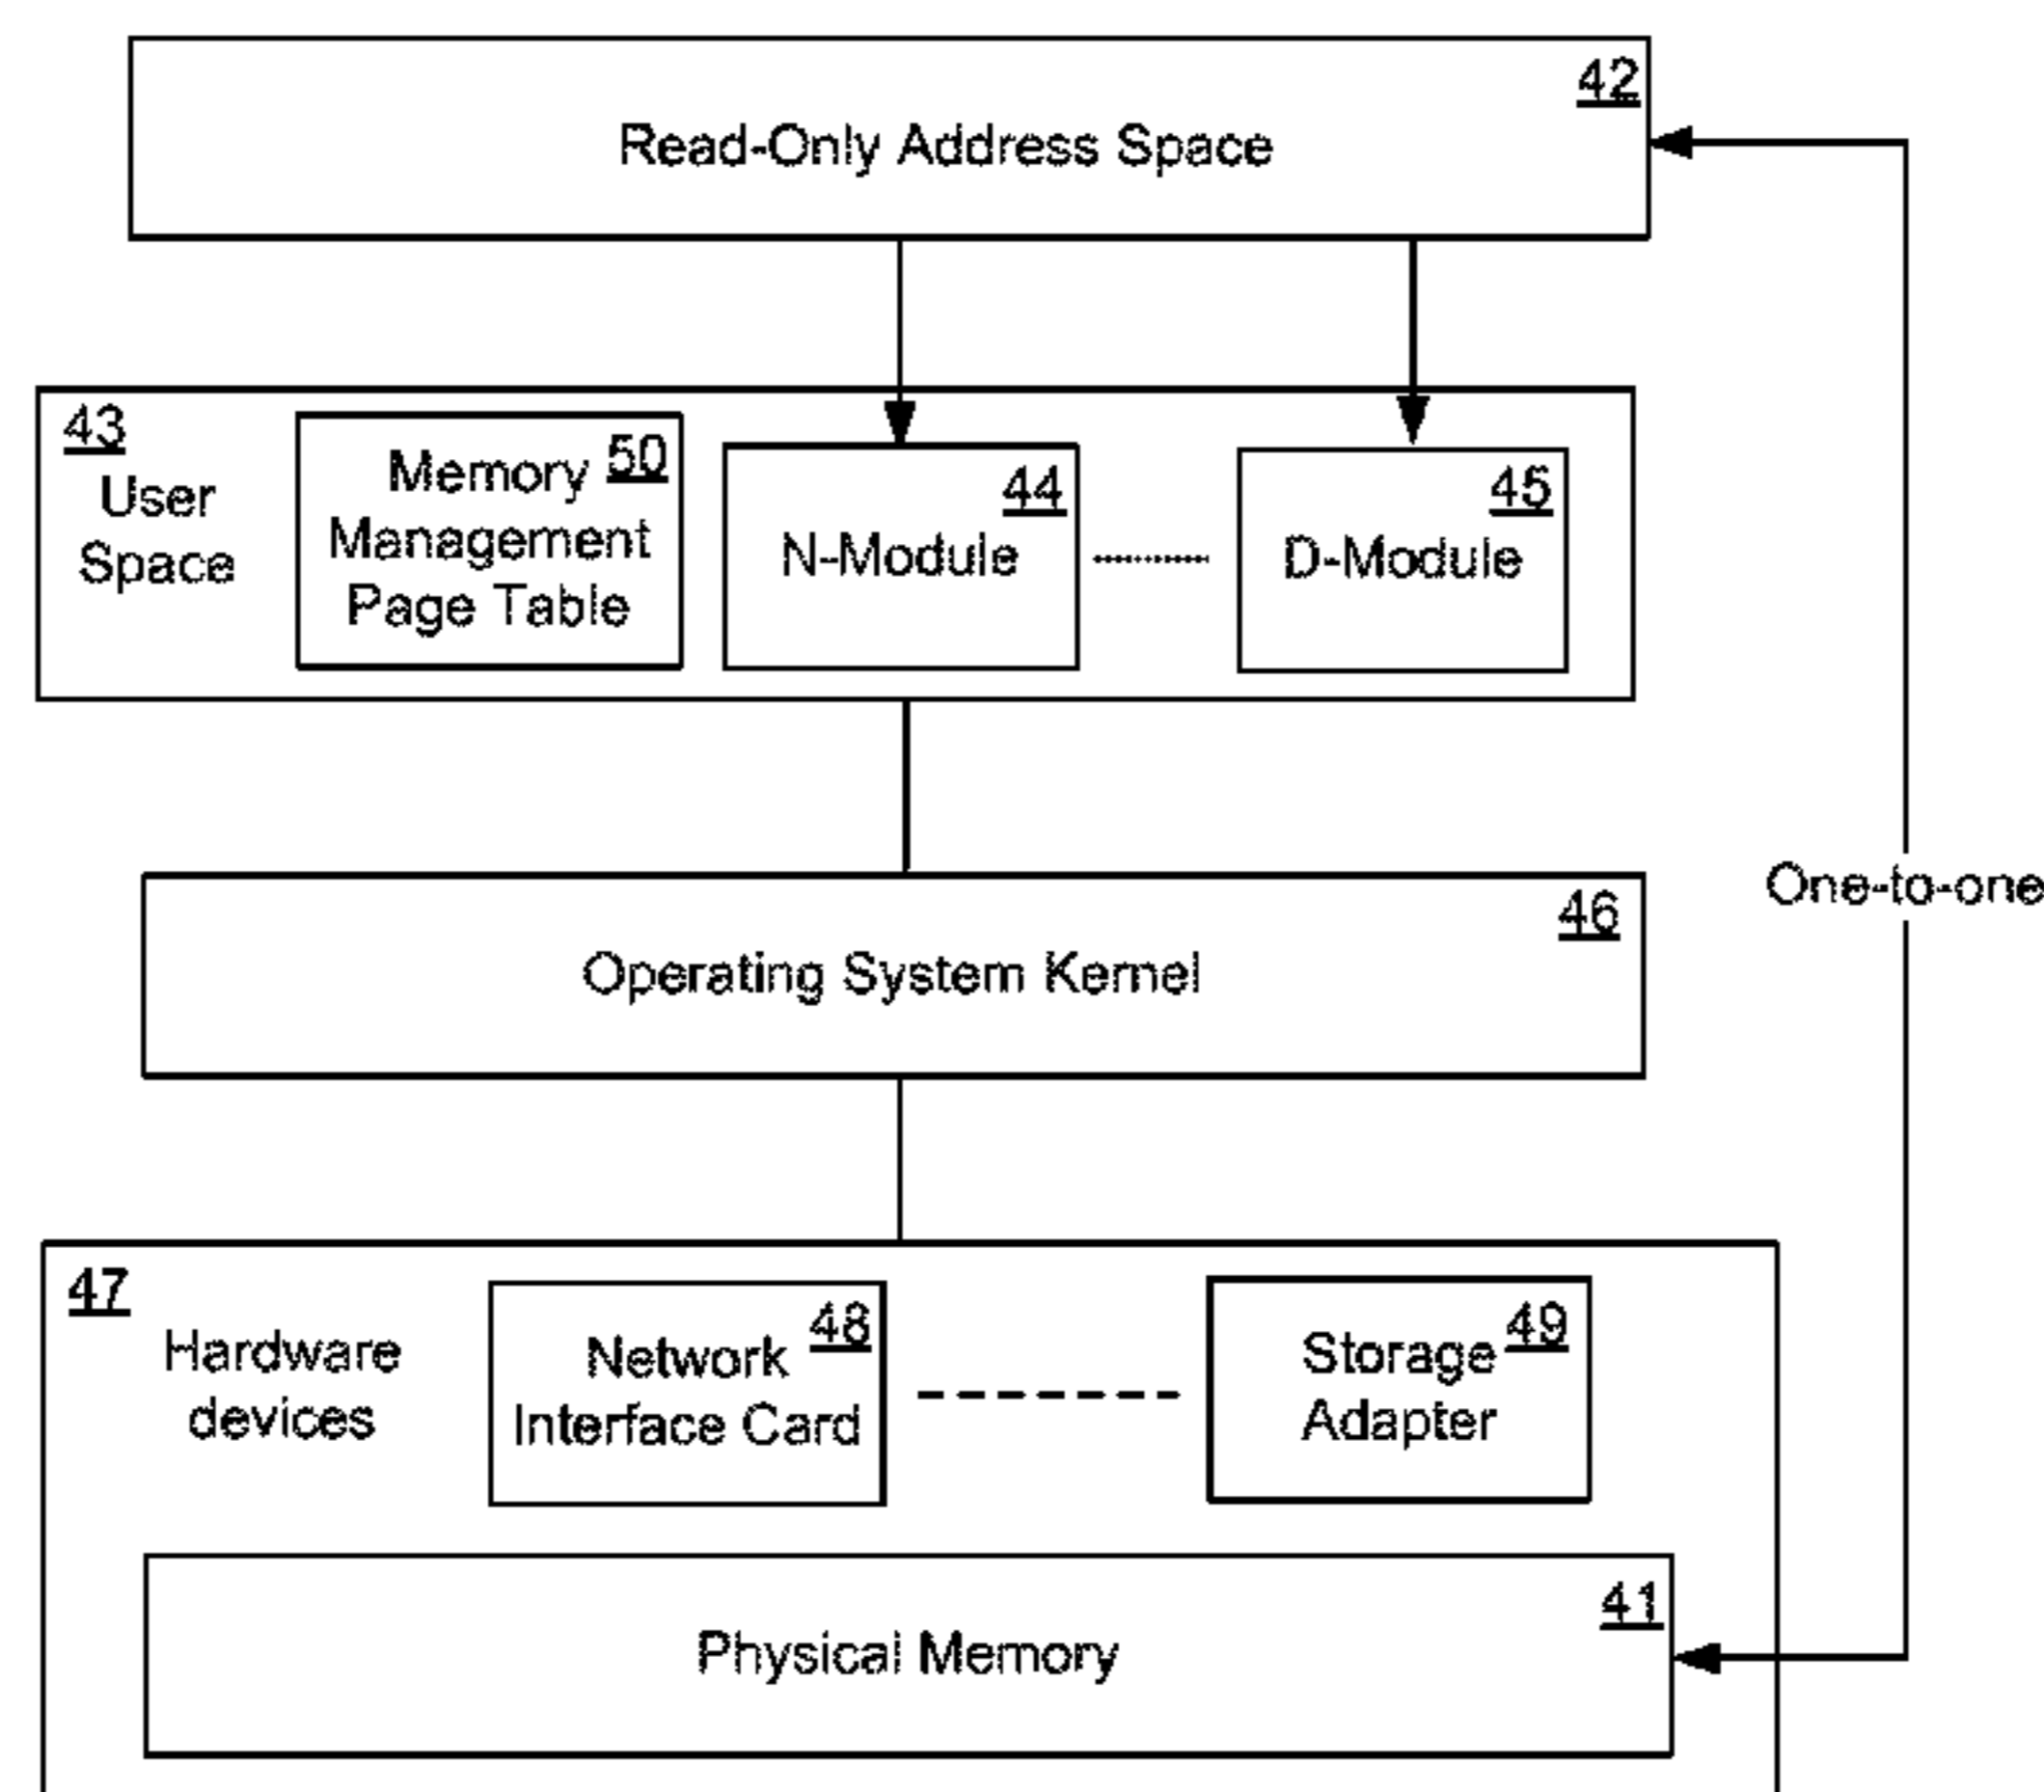 42
Read-Only Address Space
43
User
Space
Memory 50
Management
Page Table
44
N-Module
45
D-Module
46
Operating System Kernel
One-to-one
47
Hardware
devices
48
Network
Interface Card
Storage 49
Adapter
41
Physical Memory